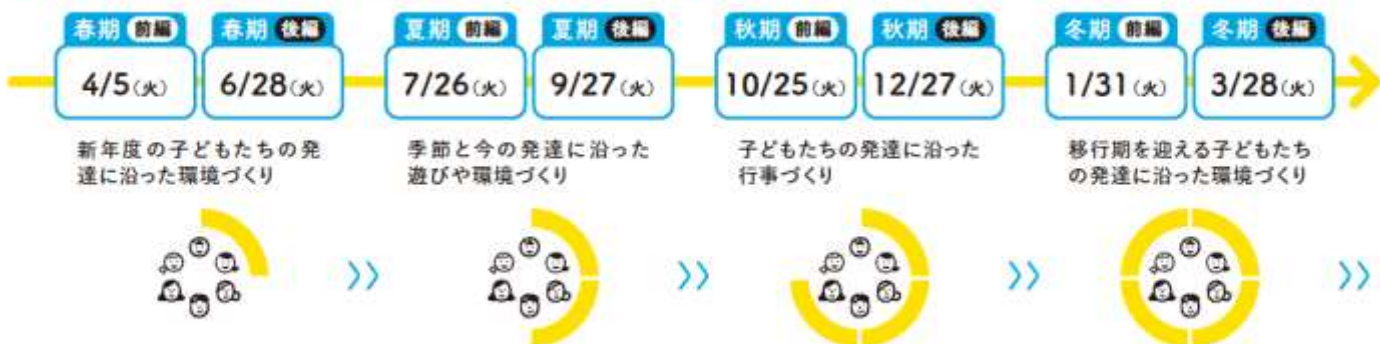 春期 前編
4/5(火)
春期 後編
6/28(火)
夏期 前編
7/26(火)
夏期 後編
9/27(火)
秋期 前編
10/25(火)
秋期 後編
12/27(火)
冬期 前編
1/31(火)
冬期 後編
3/28(火)
新年度の子どもたちの発
達に沿った環境づくり
季節と今の発達に沿った
遊びや環境づくり
子どもたちの発達に沿った
行事づくり
移行期を迎える子どもたち
の発達に沿った環境づくり